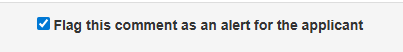 Flag this comment as an alert for the applicant